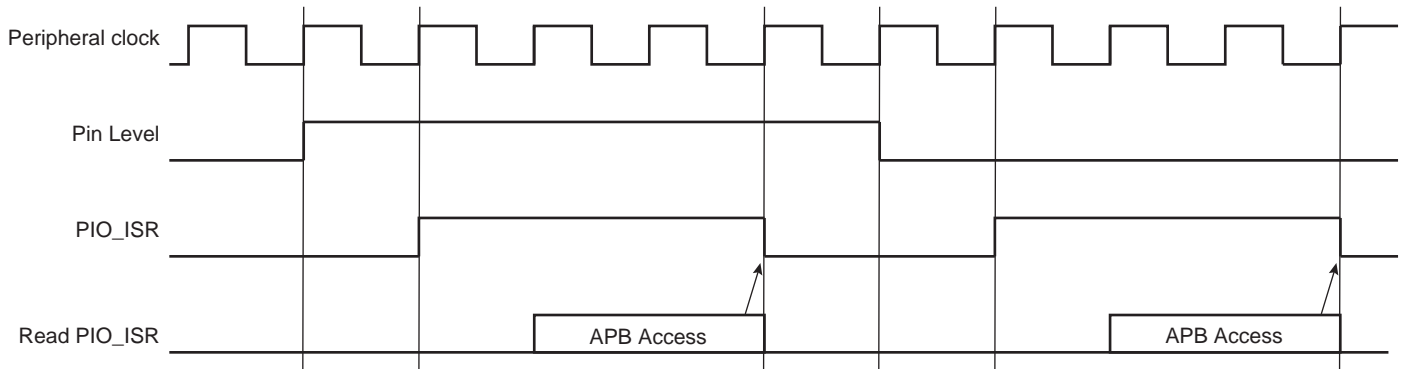 Peripheral clock
Pin Level
PIO_ISR
Read PIO_ISR
APB Access
APB Access